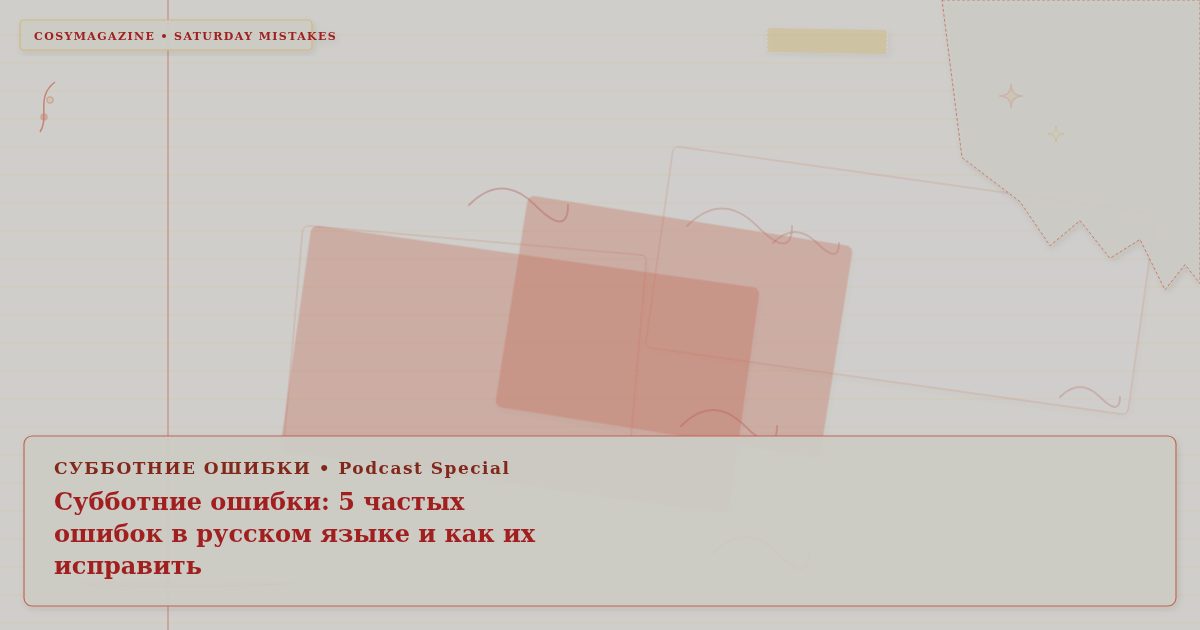 COSYMAGAZINE • SATURDAY MISTAKES
СУББОТНИЕ ОШИБКИ • Podcast Special
Субботние ошибки: 5 частых
ошибок в русском языке и как их
исправить